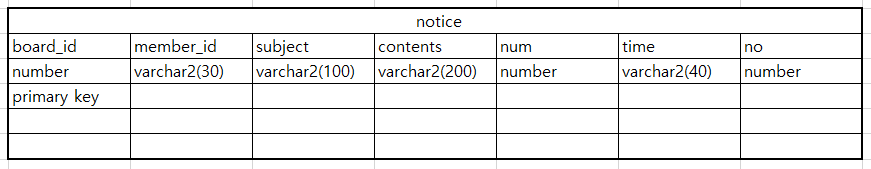 notice
board_id member_id subject contents num time no
number varchar2(30) varchar2(100) varchar2(200) number varchar2(40) number
primary key